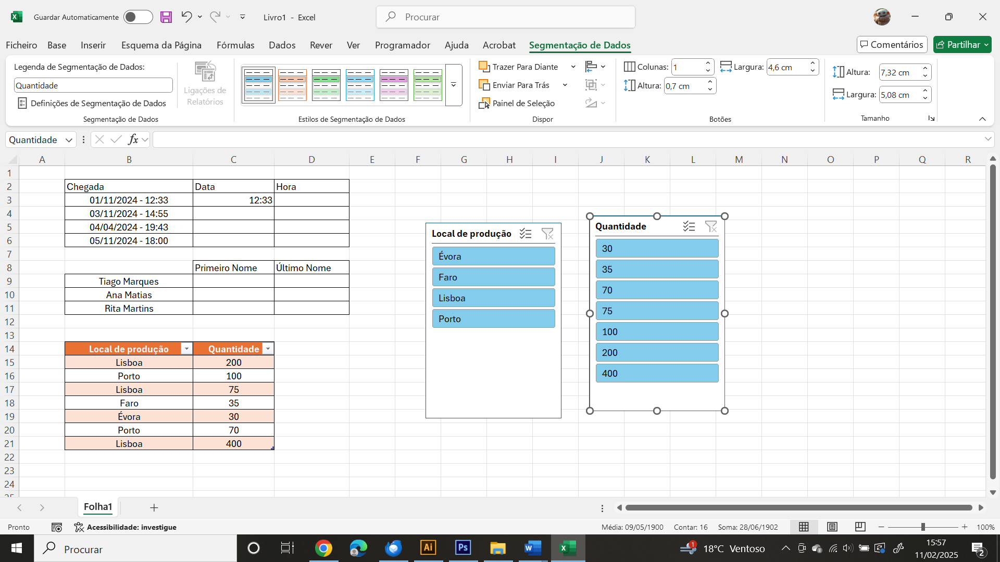 Guardar Automaticamente
Livro1 - Excel
Procurar
Ficheiro Base Inserir Esquema da Página Fórmulas Dados Rever Ver Programador Ajuda Acrobat Segmentação de Dados Comentários Partilhar
Legenda de Segmentação de Dados:
Quantidade
Definições de Segmentação de Dados
Ligações de
Relatórios
Segmentação de Dados
Estilos de Segmentação de Dados
Trazer Para Diante
Enviar Para Trás
Painel de Seleção
Dispor
Colunas: 1
Largura: 4,6 cm
Altura: 0,7 cm
Botões
Altura: 7,32 cm
Largura: 5,08 cm
Tamanho
Quantidade fx
A B C D E F G H I J K L M N O P Q R
1
2 Chegada Data Hora
3 01/11/2024 - 12:33 12:33
4 03/11/2024 - 14:55
5 04/04/2024 - 19:43
6 05/11/2024 - 18:00
7
8 Primeiro Nome Último Nome
9 Tiago Marques
10 Ana Matias
11 Rita Martins
12
13
14 Local de produção Quantidade
15 Lisboa 200
16 Porto 100
17 Lisboa 75
18 Faro 35
19 Évora 30
20 Porto 70
21 Lisboa 400
22
23
24
25
Local de produção
Évora
Faro
Lisboa
Porto
Quantidade
30
35
70
75
100
200
400
Folha1
Pronto
Acessibilidade: investigue
Média: 09/05/1900 Contar: 16 Soma: 28/06/1902
100%
Procurar
Ai
Ps
1
18°C Ventoso
15:57
11/02/2025
2